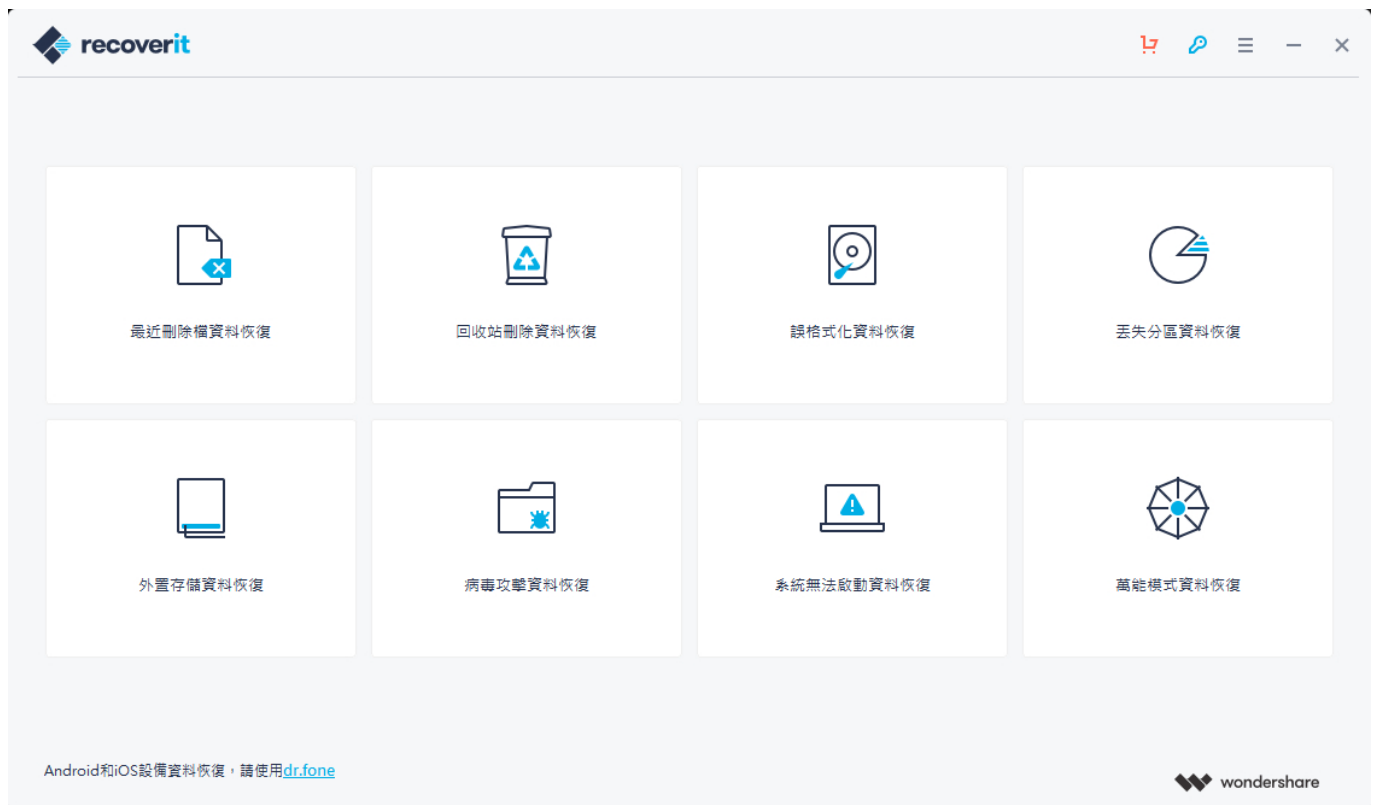 recoverit
最近刪除檔資料恢復
回收站刪除資料恢復
誤格式化資料恢復
丟失分區資料恢復
外置存儲資料恢復
病毒攻擊資料恢復
系統無法啟動資料恢復
萬能模式資料恢復
Android和iOS設備資料恢復，請使用dr.fone
wondershare